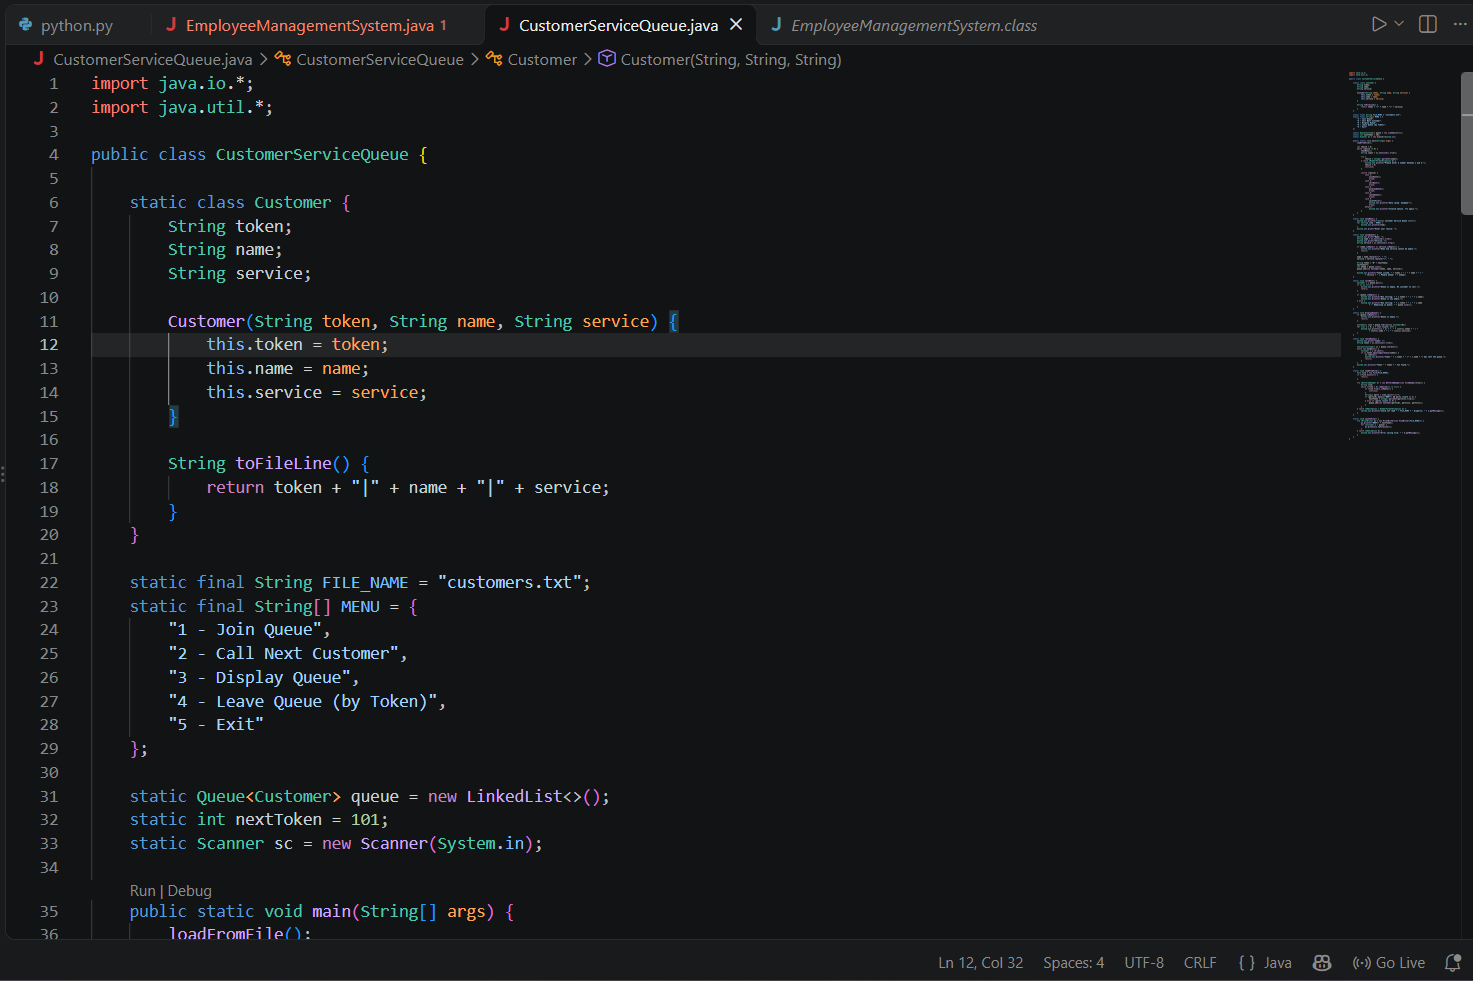 python.py
EmployeeManagementSystem.java 1
CustomerServiceQueue.java
EmployeeManagementSystem.class
CustomerServiceQueue.java > CustomerServiceQueue > Customer > Customer(String, String, String)
1 import java.io.*;
2 import java.util.*;
3
4 public class CustomerServiceQueue {
5
6 static class Customer {
7 String token;
8 String name;
9 String service;
10
11 Customer(String token, String name, String service) {
12 this.token = token;
13 this.name = name;
14 this.service = service;
15 }
16
17 String toFileLine() {
18 return token + "|" + name + "|" + service;
19 }
20 }
21
22 static final String FILE_NAME = "customers.txt";
23 static final String[] MENU = {
24 "1 - Join Queue",
25 "2 - Call Next Customer",
26 "3 - Display Queue",
27 "4 - Leave Queue (by Token)",
28 "5 - Exit"
29 };
30
31 static Queue<Customer> queue = new LinkedList<>();
32 static int nextToken = 101;
33 static Scanner sc = new Scanner(System.in);
34
Run | Debug
35 public static void main(String[] args) {
36 loadFromFile();
Ln 12, Col 32 Spaces: 4 UTF-8 CRLF { } Java Go Live